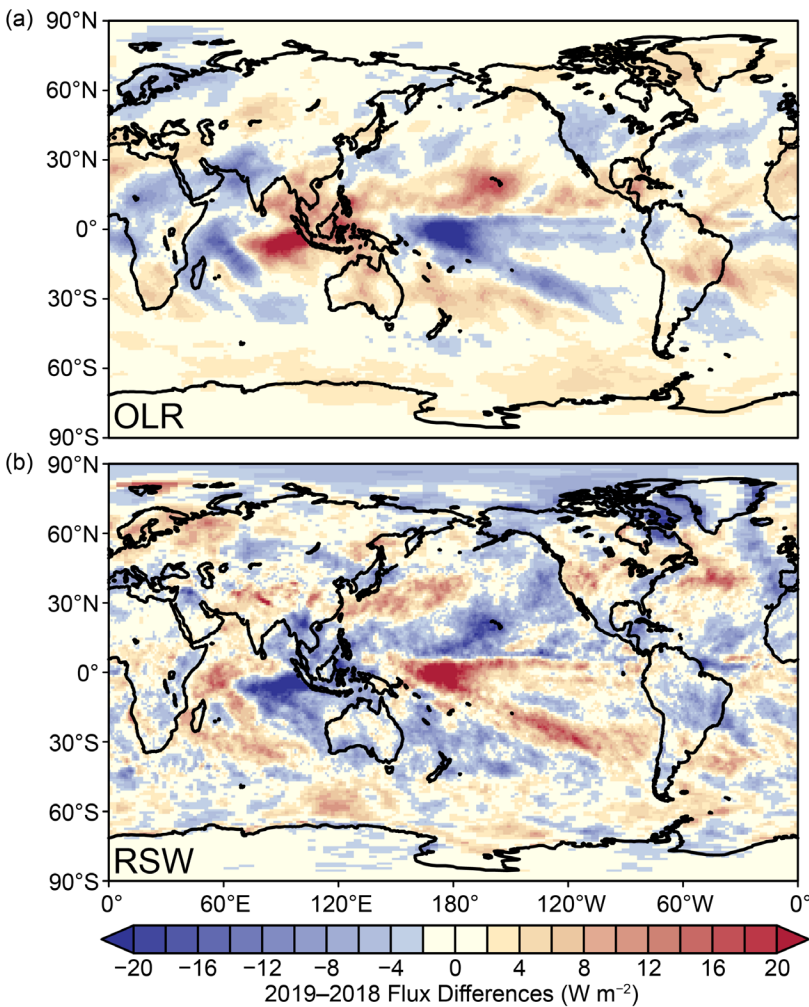 (a)
90°N
60°N
30°N
0°
30°S
60°S
90°S
OLR
(b)
90°N
60°N
30°N
0°
30°S
60°S
90°S
RSW
0° 60°E 120°E 180° 120°W 60°W 0°
−20 −16 −12 −8 −4 0 4 8 12 16 20
2019–2018 Flux Differences (W m⁻²)